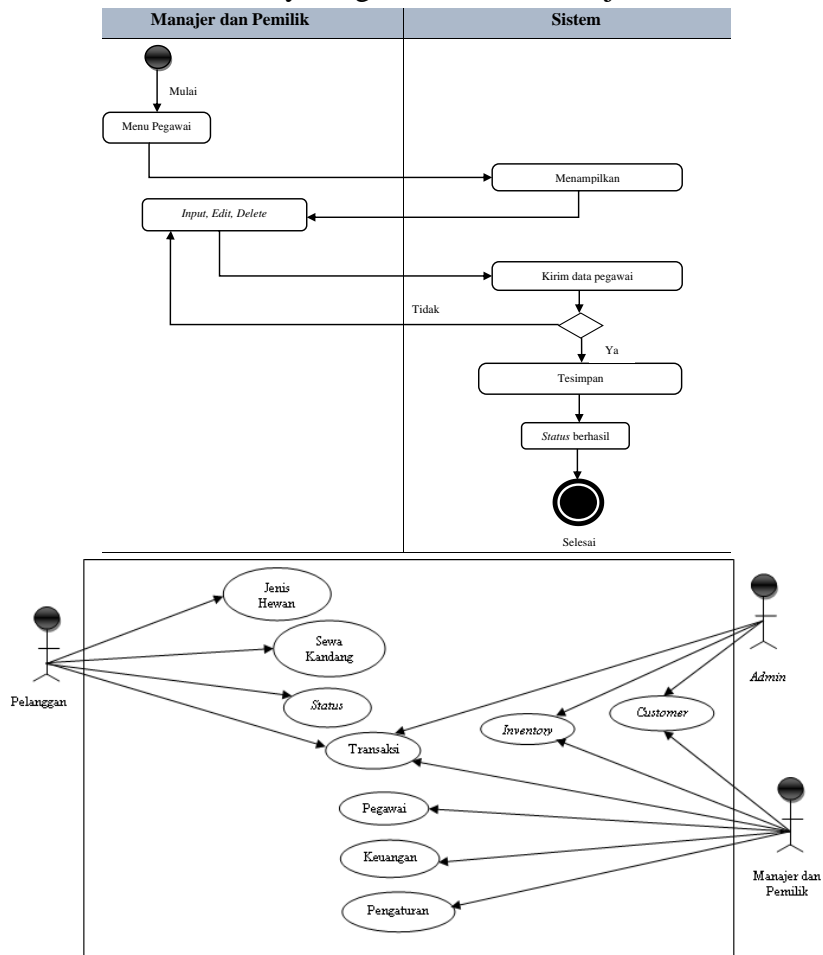 Manajer dan Pemilik
Sistem
Mulai
Menu Pegawai
Menampilkan
Input, Edit, Delete
Kirim data pegawai
Tidak
Ya
Tesimpan
Status berhasil
Selesai
Jenis
Hewan
Sewa
Kandang
Status
Transaksi
Pelanggan
Inventory
Customer
Admin
Pegawai
Keuangan
Pengaturan
Manajer dan
Pemilik